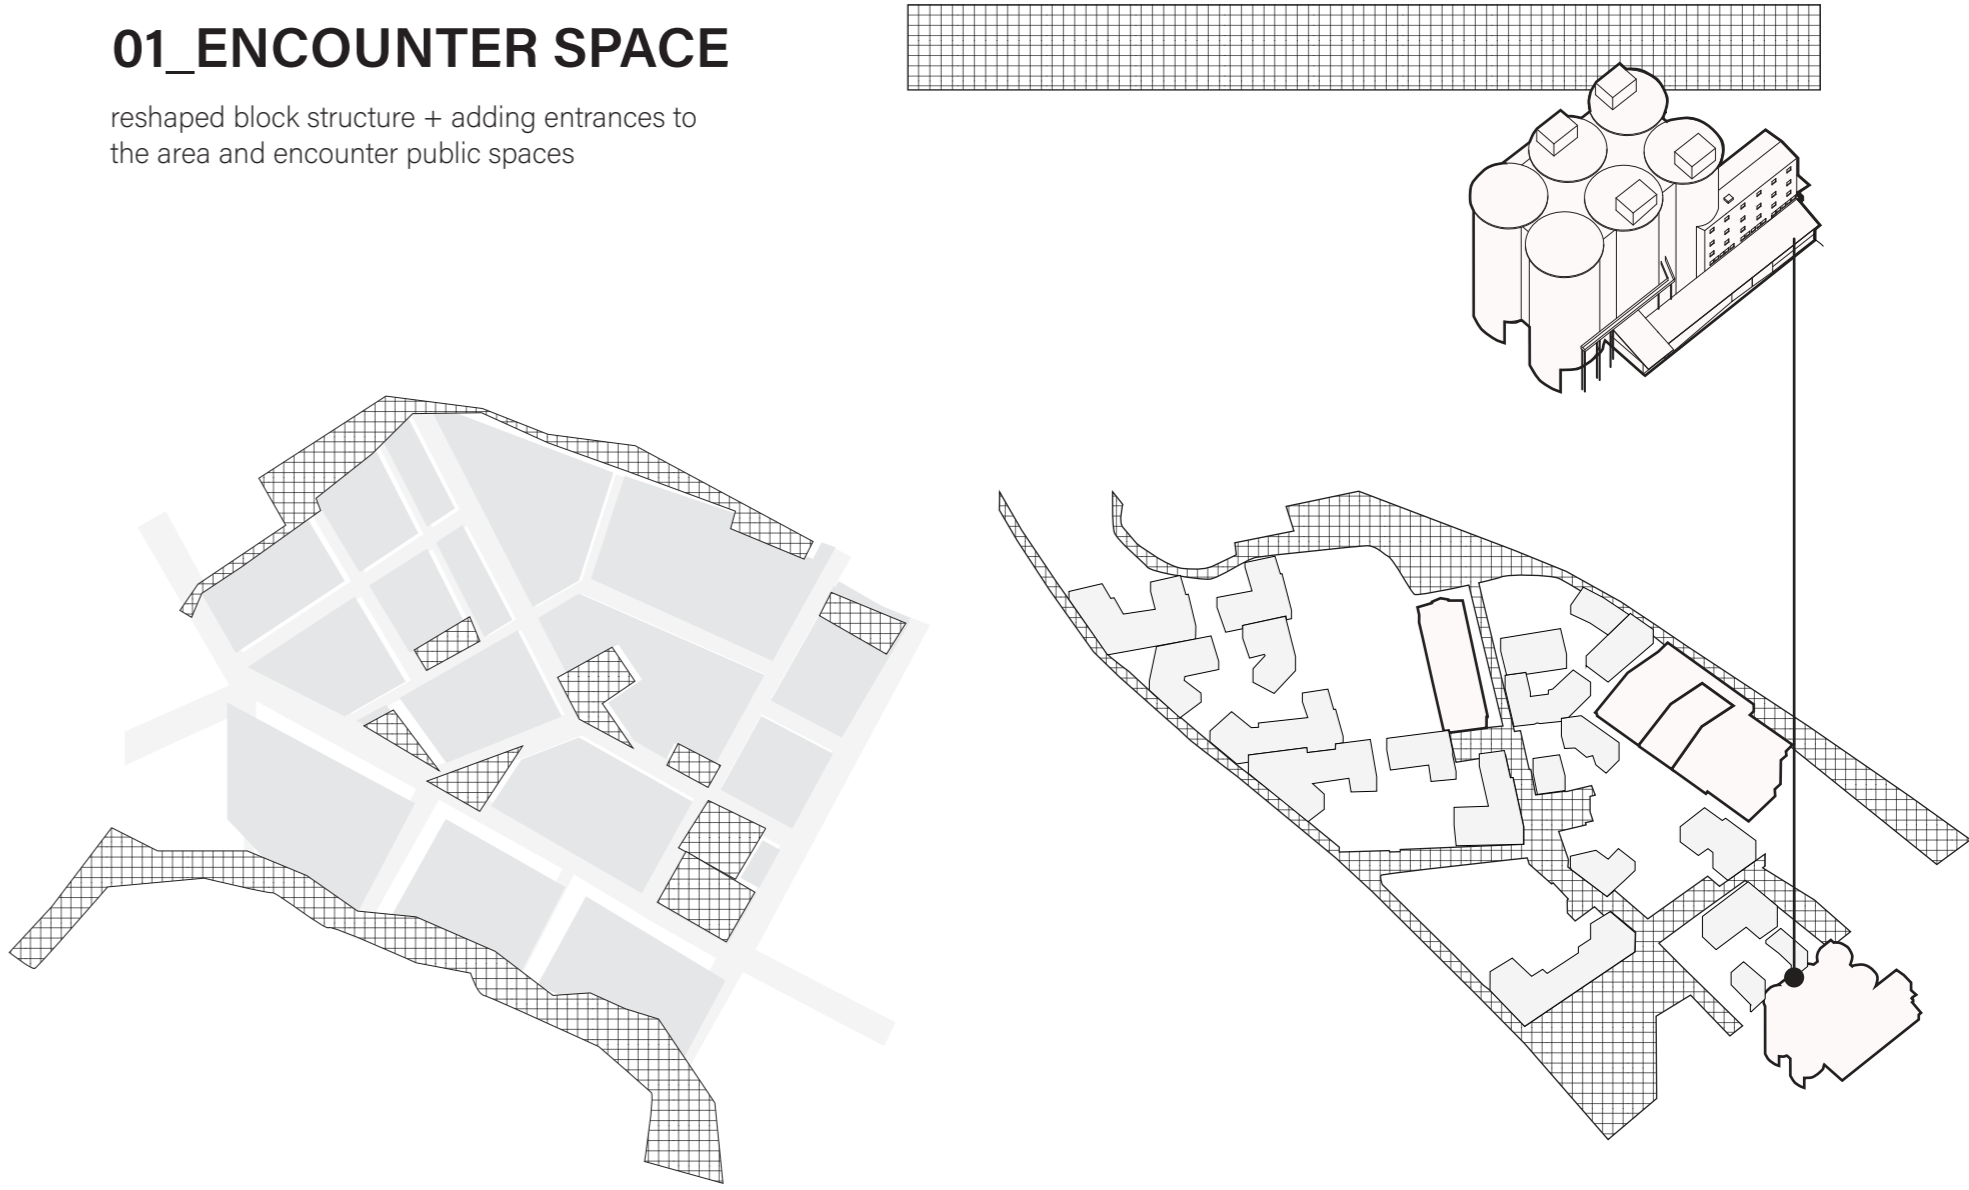 01_ENCOUNTER SPACE
reshaped block structure + adding entrances to
the area and encounter public spaces